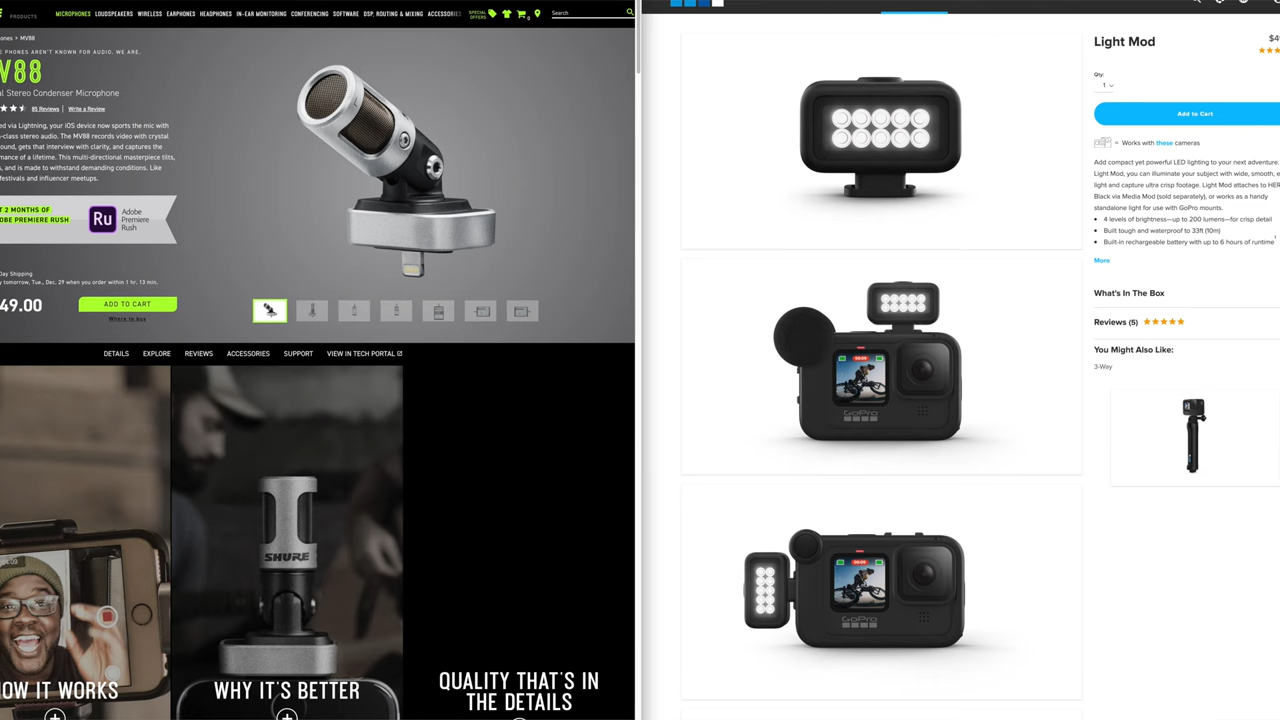 PRODUCTS
MICROPHONES LOUDSPEAKERS WIRELESS EARPHONES HEADPHONES IN-EAR MONITORING CONFERENCING SOFTWARE DSP, ROUTING & MIXING ACCESSORIES
SPECIAL OFFERS
0
Search
ones > MV88
E PHONES AREN'T KNOWN FOR AUDIO. WE ARE.
V88
al Stereo Condenser Microphone
85 Reviews | Write a Review
ed via Lightning, your iOS device now sports the mic with
-class stereo audio. The MV88 records video with crystal
ound, gets that interview with clarity, and captures the
mance of a lifetime. This multi-directional masterpiece tilts,
s, and is made to withstand demanding conditions. Like
festivals and influencer meetups.
T 2 MONTHS OF
OBE PREMIERE RUSH
Ru
Adobe
Premiere
Rush
Day Shipping
y tomorrow, Tue., Dec. 29 when you order within 1 hr. 13 min.
49.00
ADD TO CART
Where to buy
DETAILS EXPLORE REVIEWS ACCESSORIES SUPPORT VIEW IN TECH PORTAL
SHURE
OW IT WORKS
WHY IT'S BETTER
QUALITY THAT'S IN
THE DETAILS
GoPro
GoPro
Light Mod
$4
Qty:
1
Add to Cart
= Works with these cameras
Add compact yet powerful LED lighting to your next adventure.
Light Mod, you can illuminate your subject with wide, smooth, e
light and capture ultra crisp footage. Light Mod attaches to HER
Black via Media Mod (sold separately), or works as a handy
standalone light for use with GoPro mounts.
• 4 levels of brightness—up to 200 lumens—for crisp detail
• Built tough and waterproof to 33ft (10m)
• Built-in rechargeable battery with up to 6 hours of runtime
More
What's In The Box
Reviews (5)
You Might Also Like:
3-Way